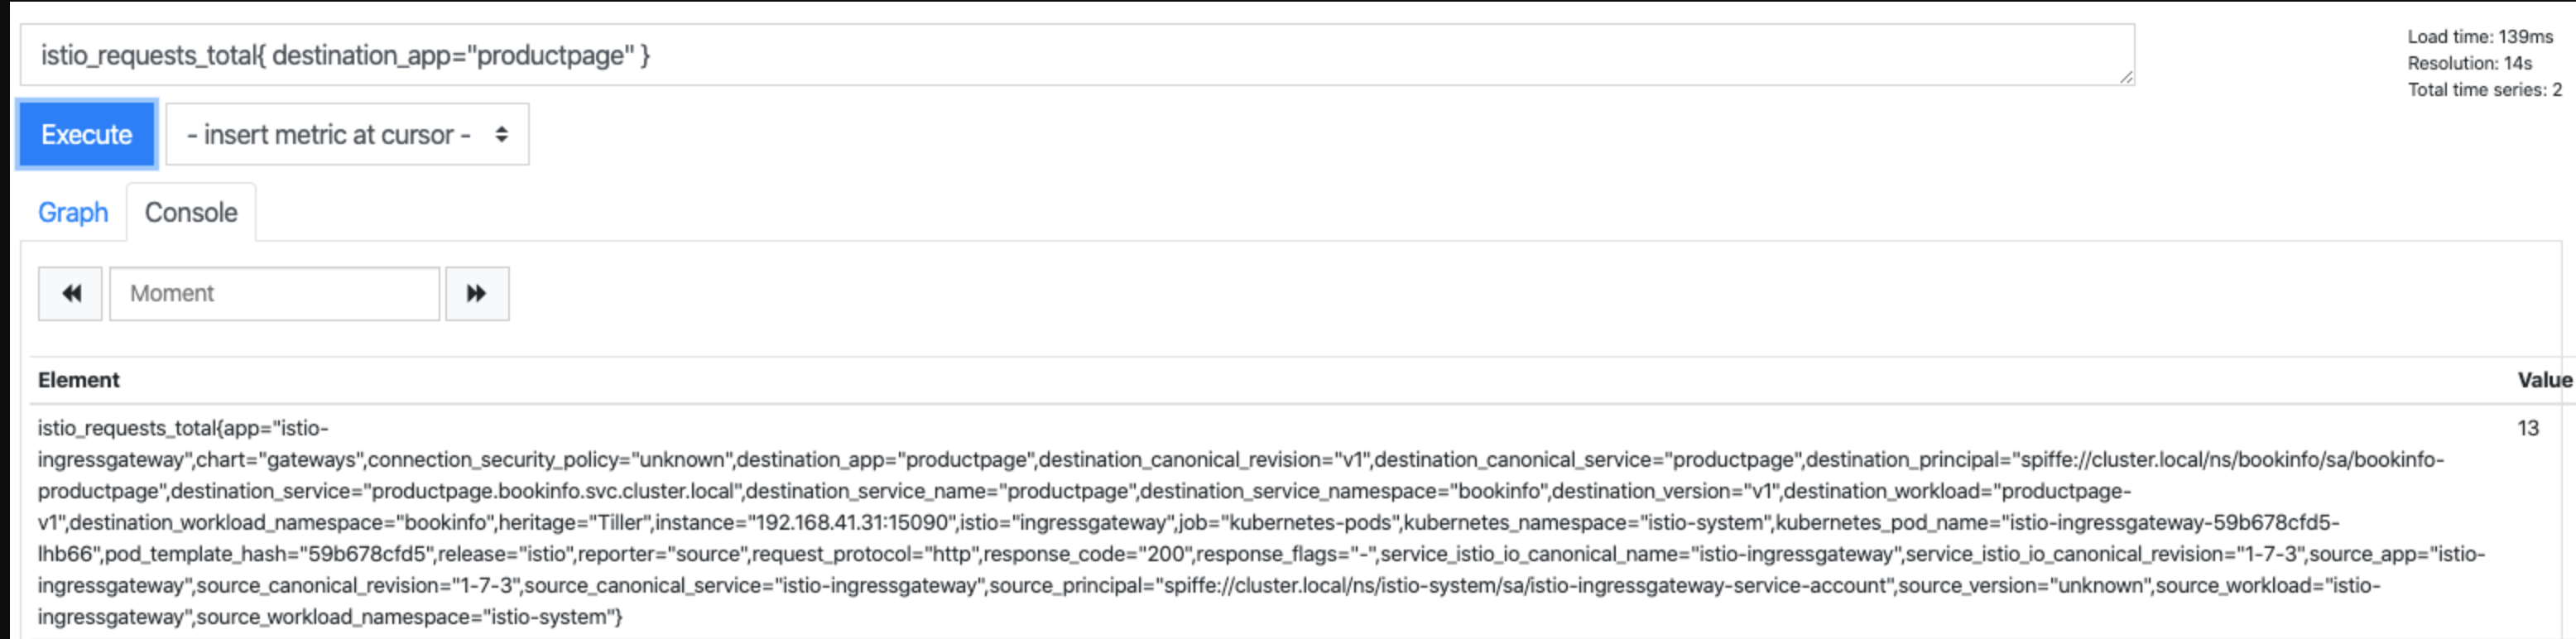 istio_requests_total{ destination_app="productpage" }
Load time: 139ms
Resolution: 14s
Total time series: 2
Execute
- insert metric at cursor -
Graph
Console
Moment
Element
Value
istio_requests_total{app="istio-
13
ingressgateway",chart="gateways",connection_security_policy="unknown",destination_app="productpage",destination_canonical_revision="v1",destination_canonical_service="productpage",destination_principal="spiffe://cluster.local/ns/bookinfo/sa/bookinfo-
productpage",destination_service="productpage.bookinfo.svc.cluster.local",destination_service_name="productpage",destination_service_namespace="bookinfo",destination_version="v1",destination_workload="productpage-
v1",destination_workload_namespace="bookinfo",heritage="Tiller",instance="192.168.41.31:15090",istio="ingressgateway",job="kubernetes-pods",kubernetes_namespace="istio-system",kubernetes_pod_name="istio-ingressgateway-59b678cfd5-
lhb66",pod_template_hash="59b678cfd5",release="istio",reporter="source",request_protocol="http",response_code="200",response_flags="-",service_istio_io_canonical_name="istio-ingressgateway",service_istio_io_canonical_revision="1-7-3",source_app="istio-
ingressgateway",source_canonical_revision="1-7-3",source_canonical_service="istio-ingressgateway",source_principal="spiffe://cluster.local/ns/istio-system/sa/istio-ingressgateway-service-account",source_version="unknown",source_workload="istio-
ingressgateway",source_workload_namespace="istio-system"}